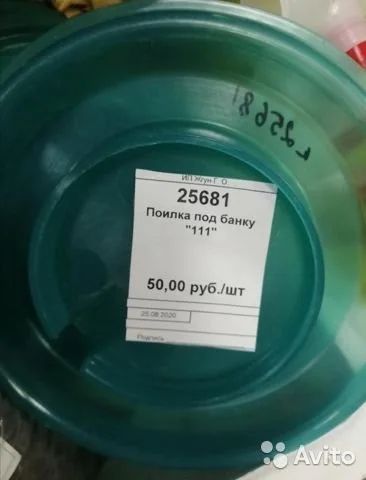 25681
ИП Жгун Г. О.
25681
Поилка под банку
"111"
50,00 руб./шт
25.08.2020
Подпись
Avito